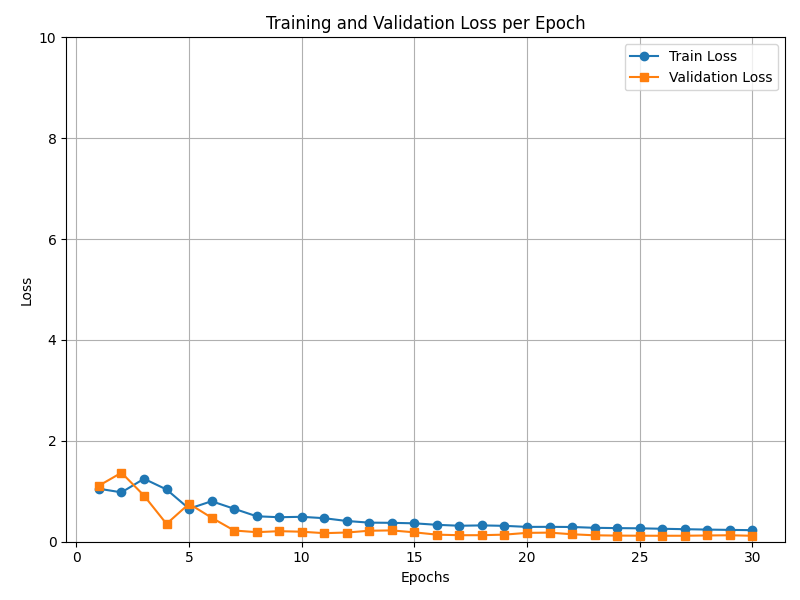 Training and Validation Loss per Epoch
Train Loss
Validation Loss
10
8
6
4
2
0
Loss
0 5 10 15 20 25 30
Epochs